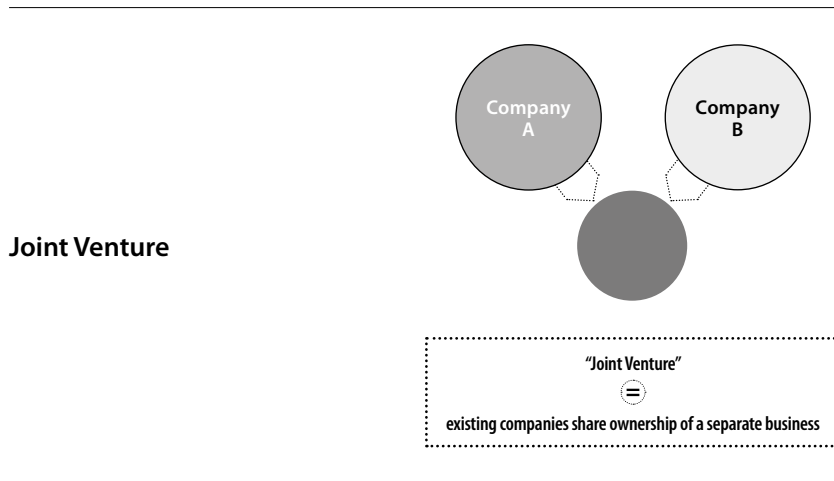 Company
A
Company
B
Joint Venture
“Joint Venture”
=
existing companies share ownership of a separate business